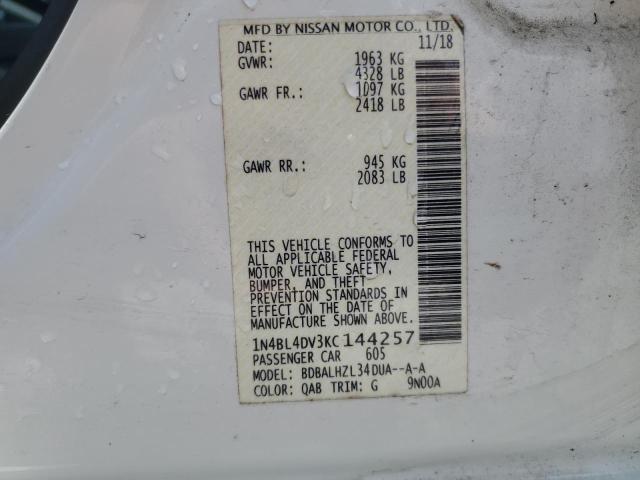 MFD BY NISSAN MOTOR CO., LTD.
DATE: 11/18
GVWR: 1963 KG
4328 LB
GAWR FR.: 1097 KG
2418 LB
GAWR RR.: 945 KG
2083 LB
THIS VEHICLE CONFORMS TO
ALL APPLICABLE FEDERAL
MOTOR VEHICLE SAFETY,
BUMPER, AND THEFT
PREVENTION STANDARDS IN
EFFECT ON THE DATE OF
MANUFACTURE SHOWN ABOVE.
1N4BL4DV3KC144257
PASSENGER CAR 605
MODEL: BDBALHZL34DUA--A-A
COLOR: QAB TRIM: G 9N00A